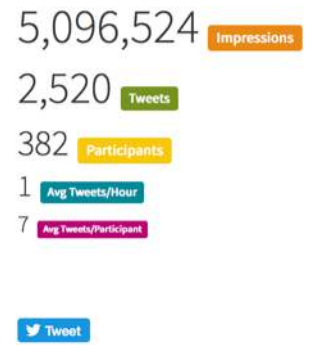 5,096,524 Impressions
2,520 Tweets
382 Participants
1 Avg Tweets/Hour
7 Avg Tweets/Participant
Tweet